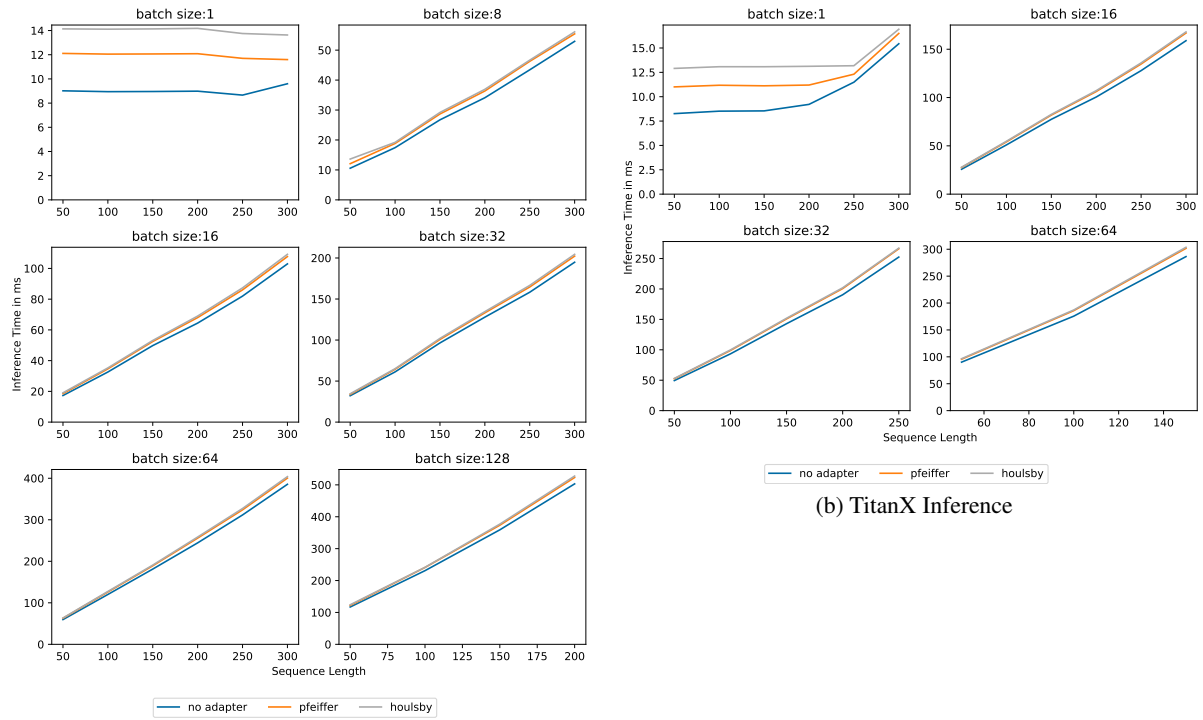 batch size:1
14
12
10
8
6
4
2
0
50 100 150 200 250 300
batch size:8
50
40
30
20
10
0
50 100 150 200 250 300
batch size:16
100
80
60
40
20
0
50 100 150 200 250 300
batch size:32
200
150
100
50
0
50 100 150 200 250 300
batch size:64
400
300
200
100
0
50 100 150 200 250 300
batch size:128
500
400
300
200
100
0
50 75 100 125 150 175 200
Inference Time in ms
Sequence Length
no adapter pfeiffer houlsby
batch size:1
15.0
12.5
10.0
7.5
5.0
2.5
0.0
50 100 150 200 250 300
batch size:16
150
100
50
0
50 100 150 200 250 300
batch size:32
250
200
150
100
50
0
50 100 150 200 250
batch size:64
300
250
200
150
100
50
0
60 80 100 120 140
Inference Time in ms
Sequence Length
no adapter pfeiffer houlsby
(b) TitanX Inference